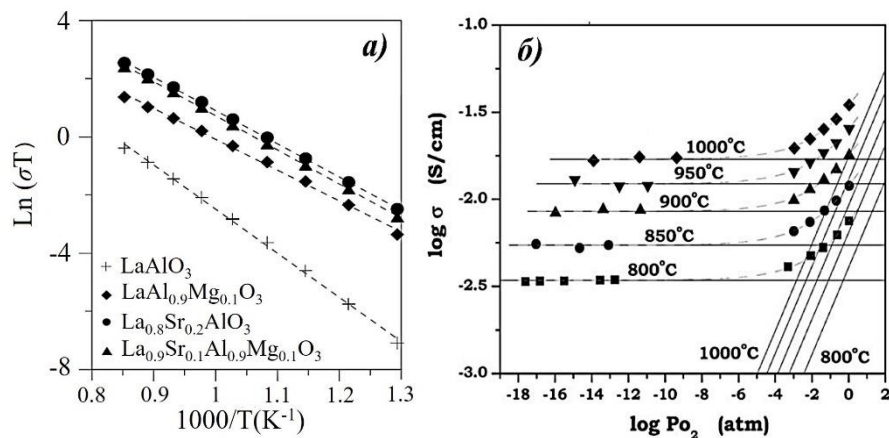 a)
4
0
-4
-8
Ln (σT)
LaAlO₃
LaAl₀.₉Mg₀.₁O₃
La₀.₈Sr₀.₂AlO₃
La₀.₉Sr₀.₁Al₀.₉Mg₀.₁O₃
0.8 0.9 1.0 1.1 1.2 1.3
1000/T(K⁻¹)
б)
-1.0
-1.5
-2.0
-2.5
-3.0
log σ (S/cm)
1000°C
950°C
900°C
850°C
800°C
1000°C 800°C
-18 -16 -14 -12 -10 -8 -6 -4 -2 0 2
log Po₂ (atm)